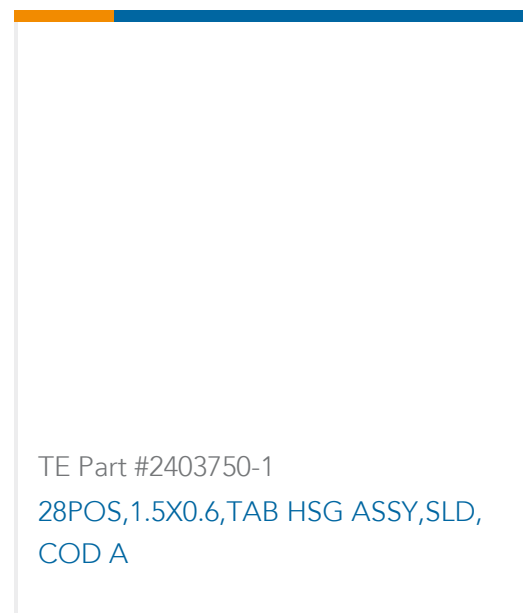 TE Part #2403750-1
28POS,1.5X0.6,TAB HSG ASSY,SLD,
COD A